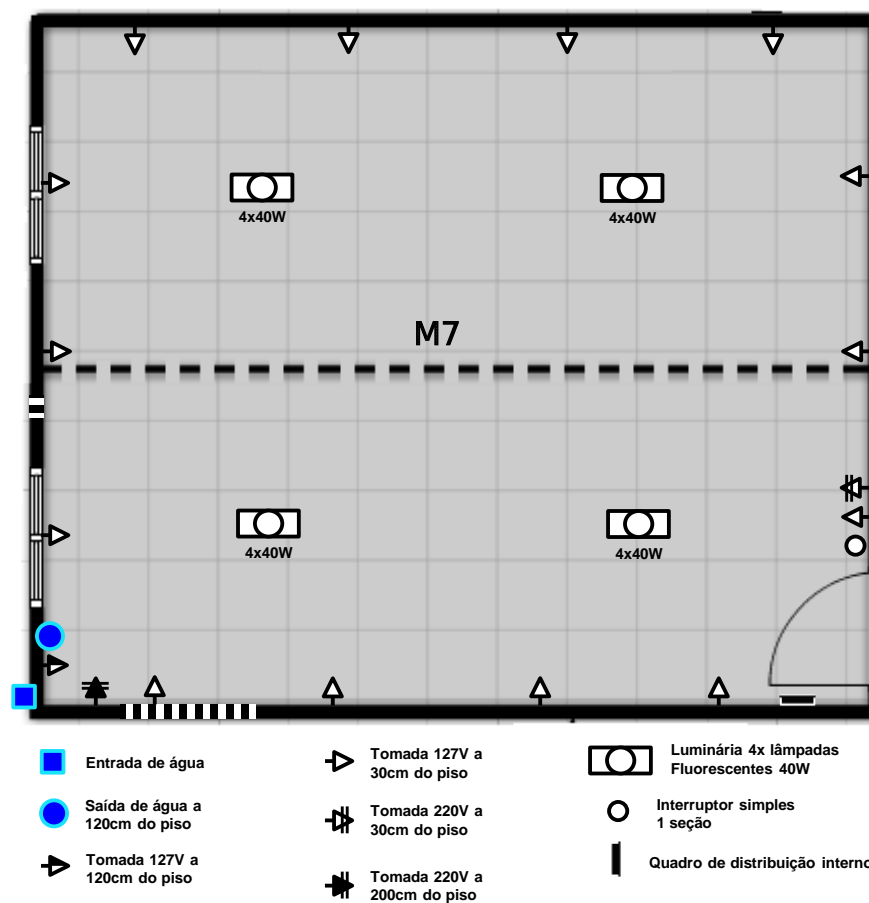 4x40W
4x40W
M7
4x40W
4x40W
Entrada de água
Saída de água a
120cm do piso
Tomada 127V a
120cm do piso
Tomada 127V a
30cm do piso
Tomada 220V a
30cm do piso
Tomada 220V a
200cm do piso
Luminária 4x lâmpadas
Fluorescentes 40W
Interruptor simples
1 seção
Quadro de distribuição interno